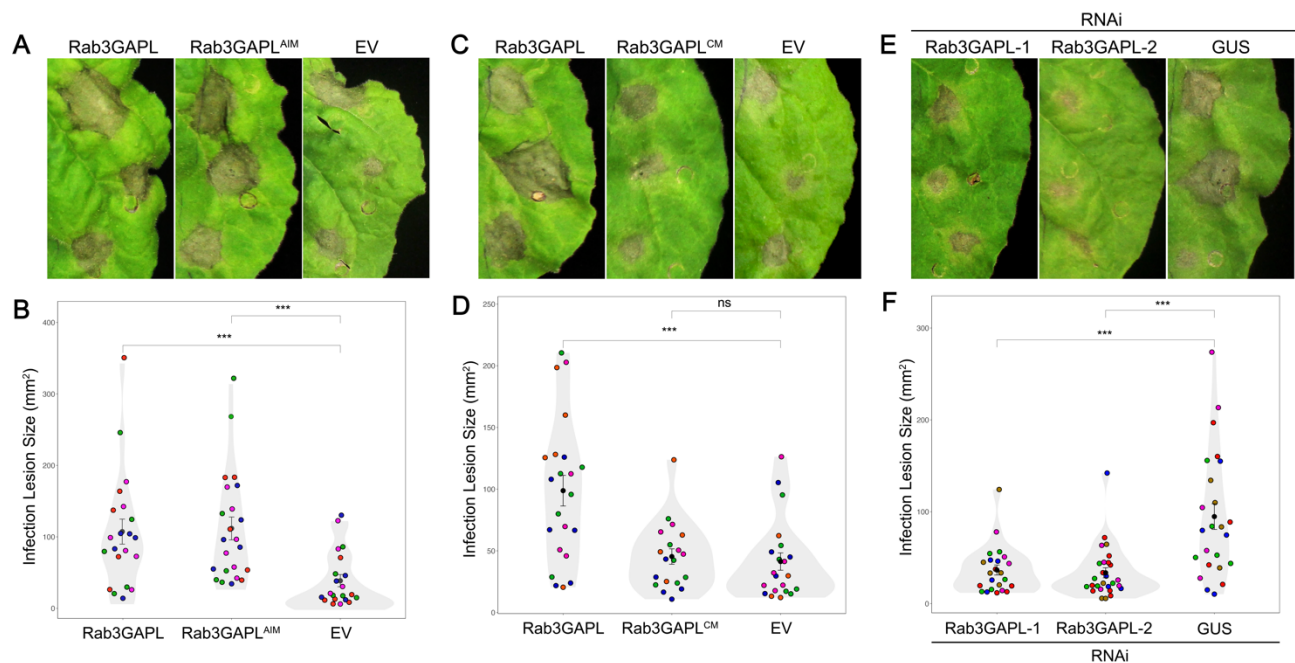 A
Rab3GAPL Rab3GAPL^AIM EV
B
Infection Lesion Size (mm²)
400
300
200
100
0
***
***
Rab3GAPL Rab3GAPL^AIM EV
C
Rab3GAPL Rab3GAPL^CM EV
D
Infection Lesion Size (mm²)
250
200
150
100
50
0
ns
***
Rab3GAPL Rab3GAPL^CM EV
RNAi
E
Rab3GAPL-1 Rab3GAPL-2 GUS
F
Infection Lesion Size (mm²)
300
200
100
0
***
***
Rab3GAPL-1 Rab3GAPL-2 GUS
RNAi